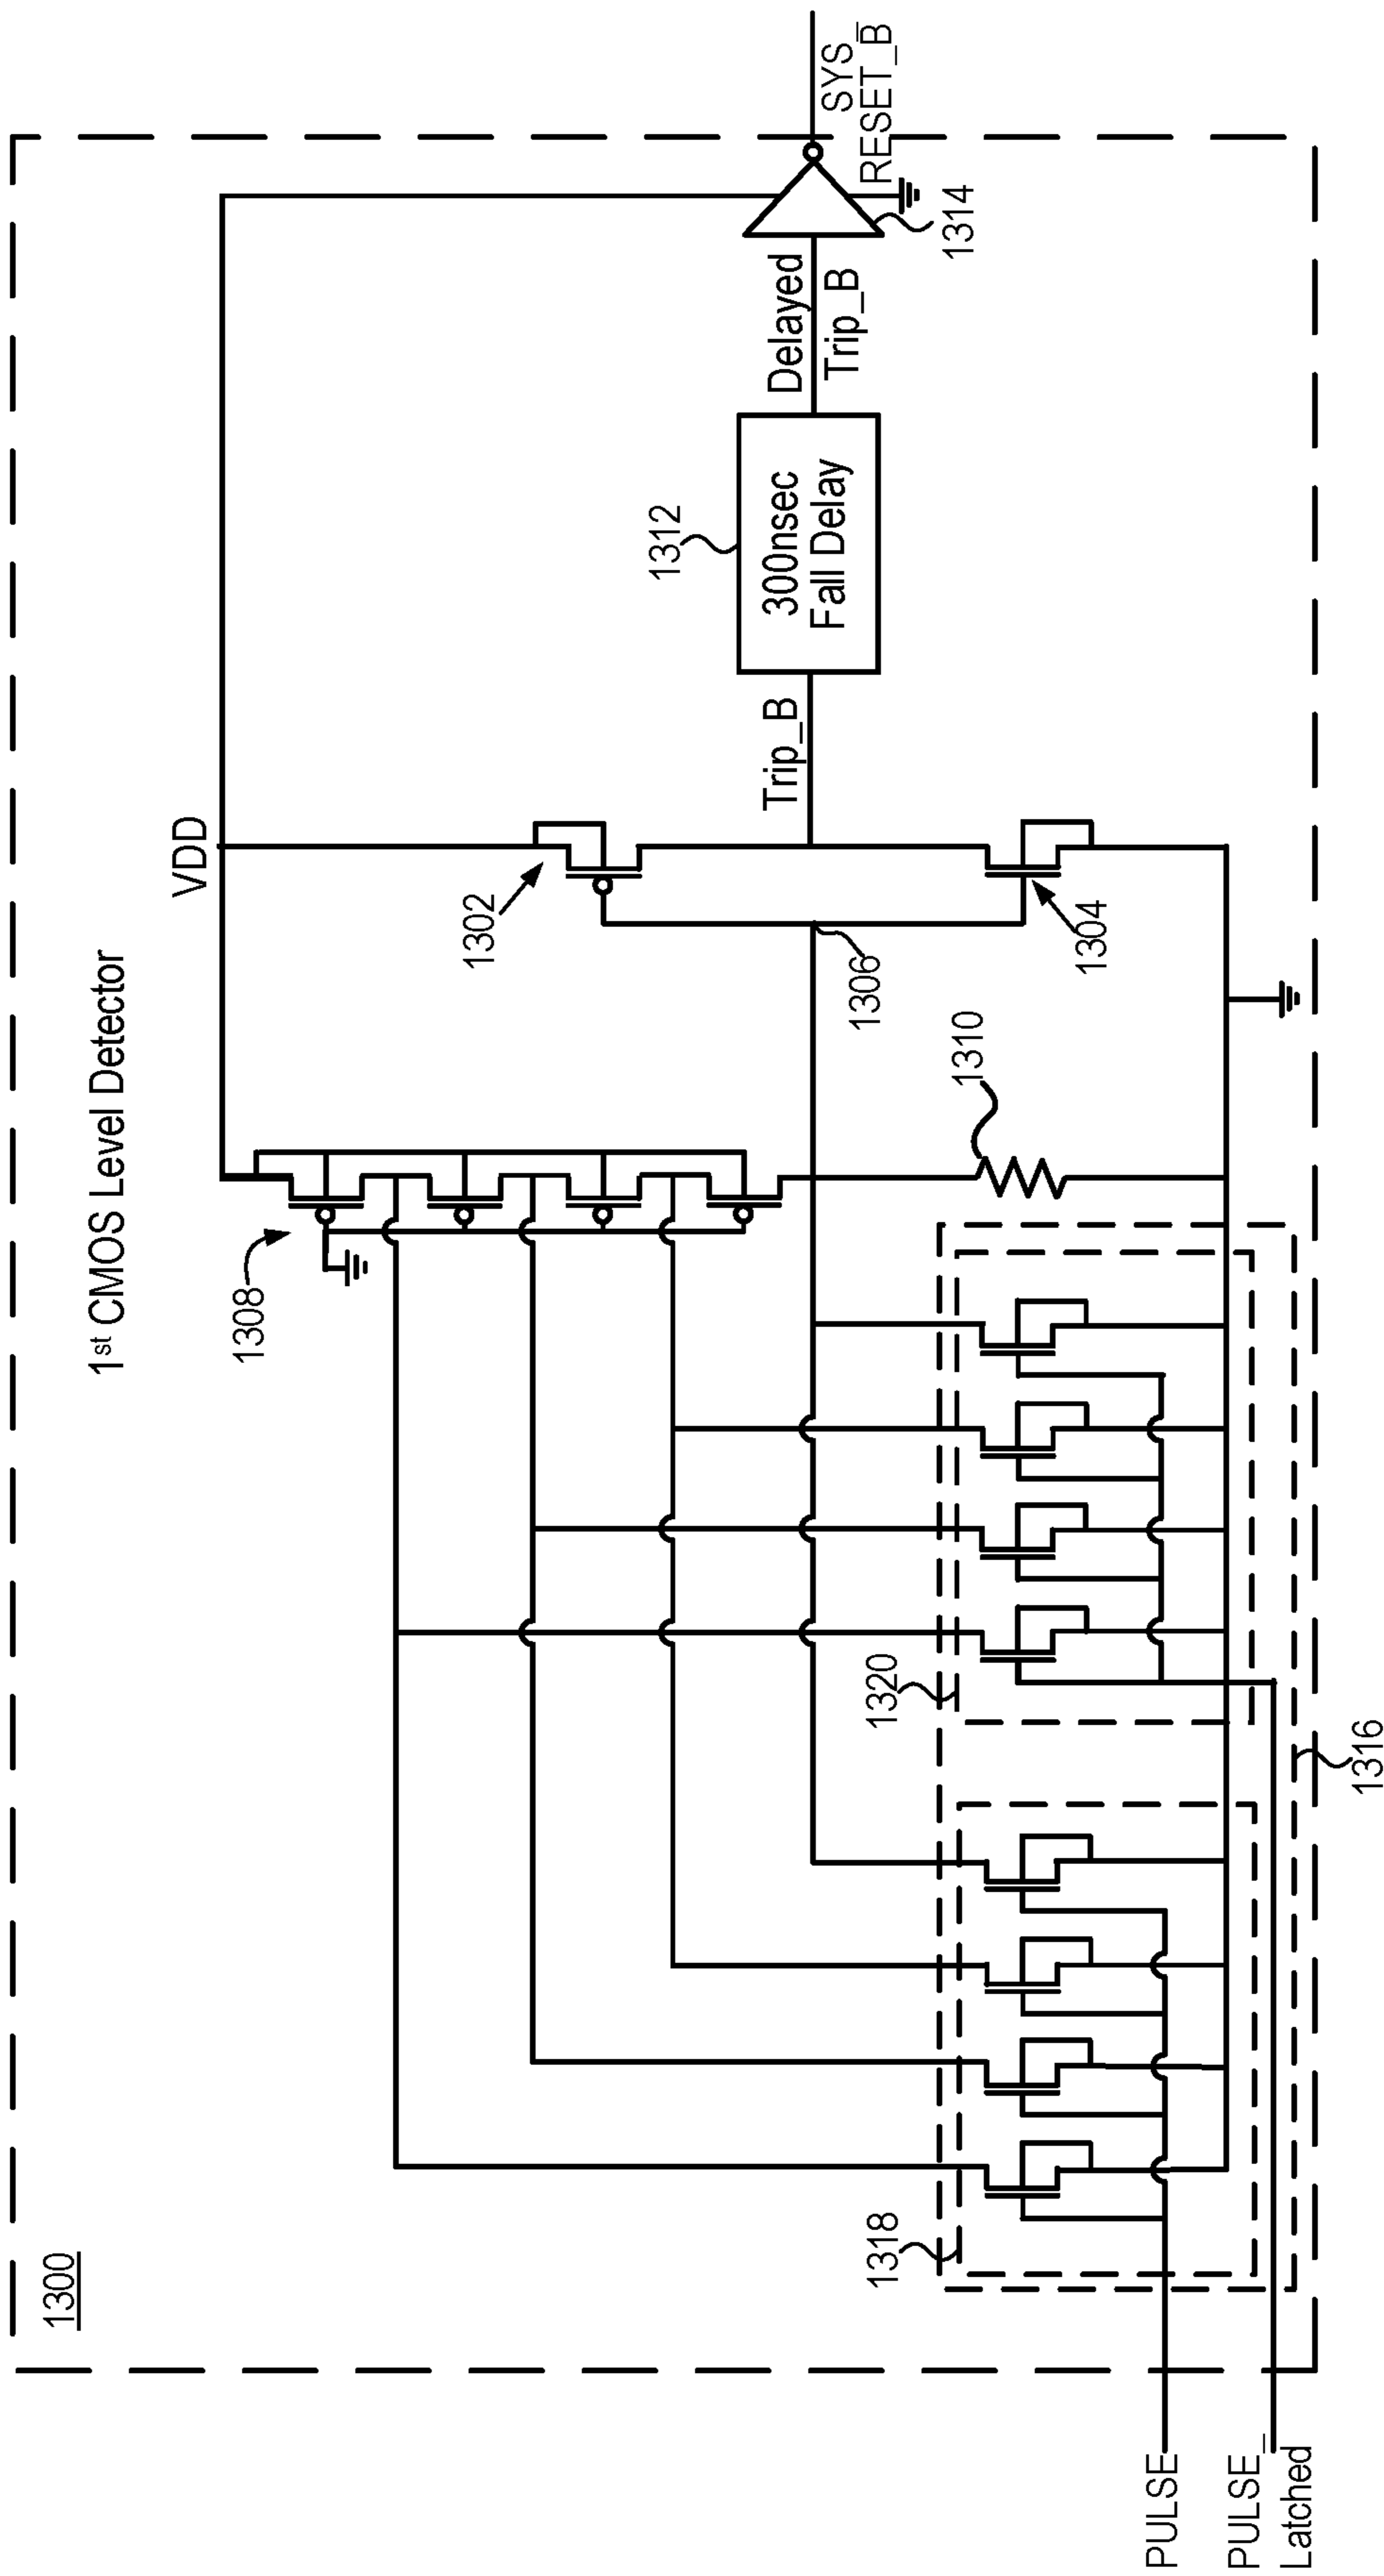 1300
1st CMOS Level Detector
VDD
1308
1302
1304
1306
1310
Trip_B
1312
300nsec
Fall Delay
Delayed
Trip_B
1314
SYS_
RESET_B
1318
1320
1316
PULSE
PULSE_
Latched